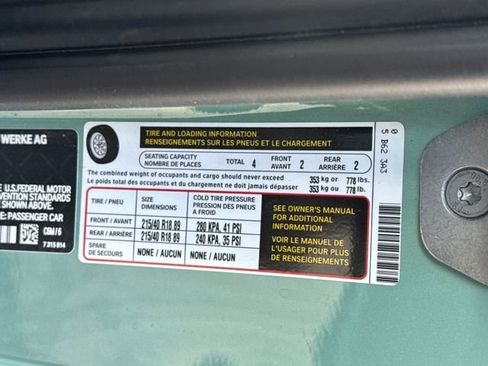 WERKE AG
U.S. FEDERAL MOTOR
VENTION STANDARDS
SHOWN ABOVE.
E: PASSENGER CAR
CSM/6
7 315 814
TIRE AND LOADING INFORMATION
RENSEIGNEMENTS SUR LES PNEUS ET LE CHARGEMENT
SEATING CAPACITY
NOMBRE DE PLACES
TOTAL 4
FRONT
AVANT 2
REAR
ARRIÈRE 2
The combined weight of occupants and cargo should never exceed 353 kg or 778 lbs.
Le poids total des occupants et du chargement ne doit jamais dépasser 353 kg ou 778 lb.
TIRE / PNEU
SIZE
DIMENSIONS
COLD TIRE PRESSURE
PRESSION DES PNEUS
A FROID
FRONT / AVANT 215/40 R18 89 280 KPA, 41 PSI
REAR / ARRIÈRE 215/40 R18 89 240 KPA, 35 PSI
SPARE
DE SECOURS
NONE / AUCUN NONE / AUCUN
SEE OWNER'S MANUAL
FOR ADDITIONAL
INFORMATION
VOIR LE MANUEL DE
L'USAGER POUR PLUS
DE RENSEIGNEMENTS
0
5 B62 3A3